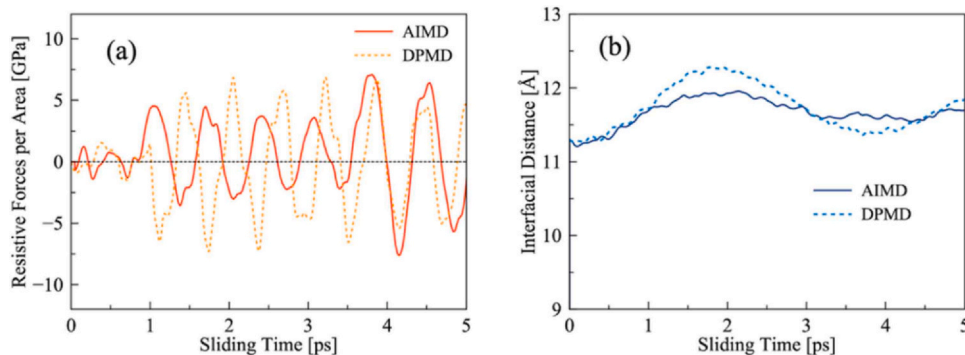 (a)
AIMD
DPMD
Resistive Forces per Area [GPa]
10
5
0
−5
−10
0 1 2 3 4 5
Sliding Time [ps]
(b)
AIMD
DPMD
Interfacial Distance [Å]
13
12
11
10
9
0 1 2 3 4 5
Sliding Time [ps]